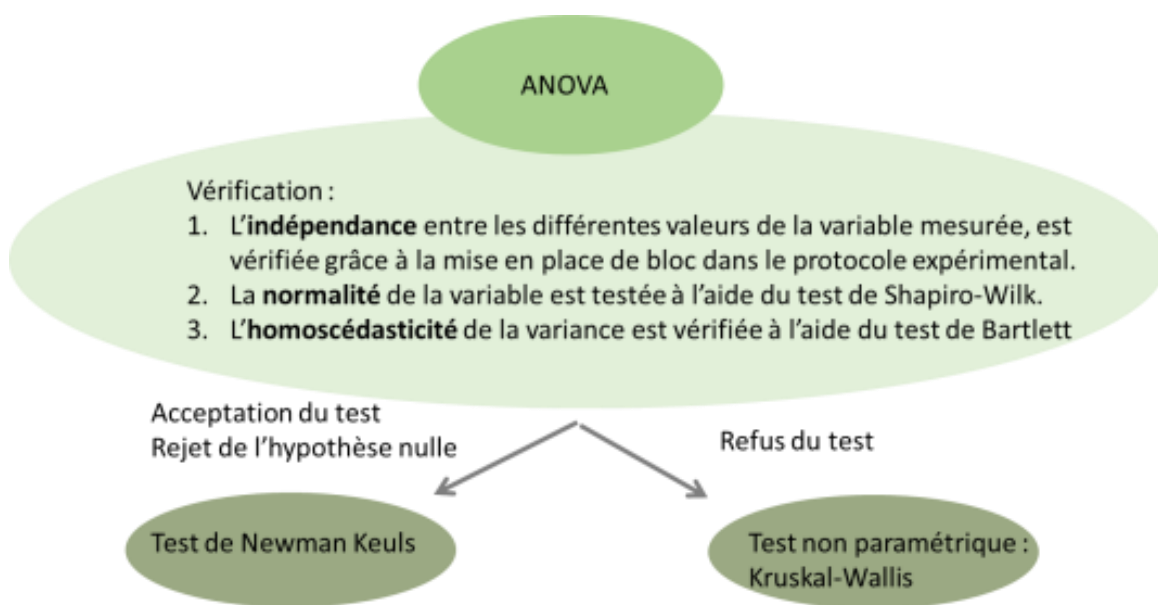 ANOVA
Vérification :
1. L'indépendance entre les différentes valeurs de la variable mesurée, est
vérifiée grâce à la mise en place de bloc dans le protocole expérimental.
2. La normalité de la variable est testée à l'aide du test de Shapiro-Wilk.
3. L'homoscédasticité de la variance est vérifiée à l'aide du test de Bartlett
Acceptation du test
Rejet de l'hypothèse nulle
Refus du test
Test de Newman Keuls
Test non paramétrique :
Kruskal-Wallis